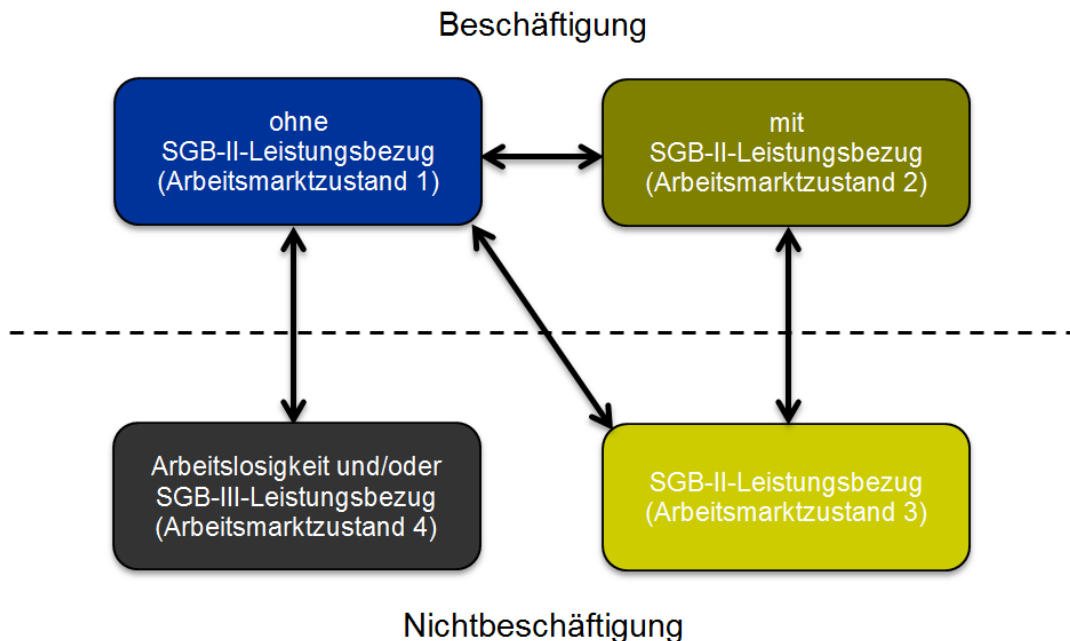 Beschäftigung
ohne
SGB-II-Leistungsbezug
(Arbeitsmarktzustand 1)
mit
SGB-II-Leistungsbezug
(Arbeitsmarktzustand 2)
Arbeitslosigkeit und/oder
SGB-III-Leistungsbezug
(Arbeitsmarktzustand 4)
SGB-II-Leistungsbezug
(Arbeitsmarktzustand 3)
Nichtbeschäftigung